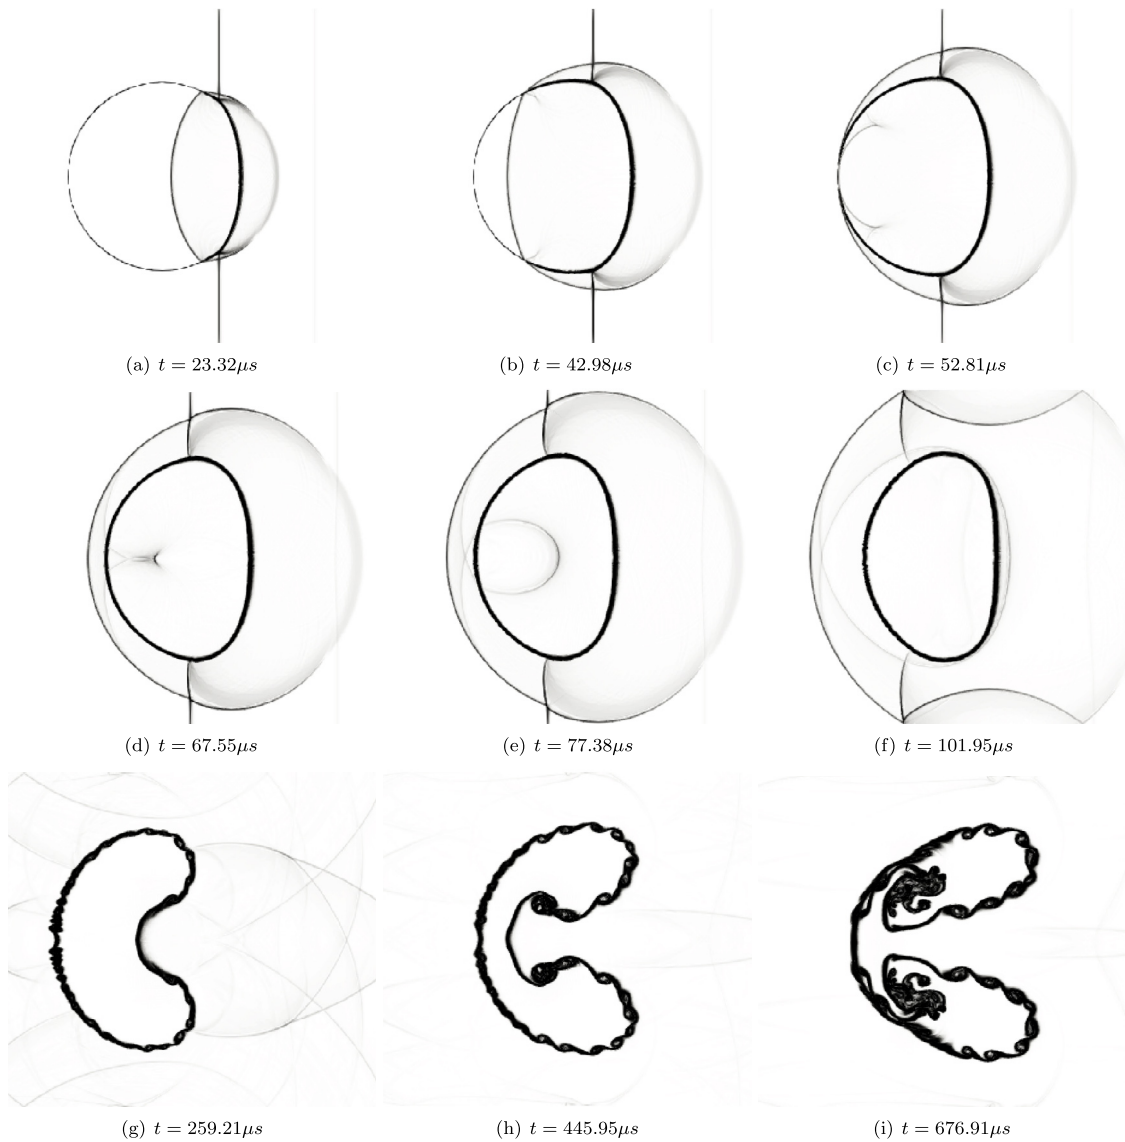 (a) t = 23.32μs
(b) t = 42.98μs
(c) t = 52.81μs
(d) t = 67.55μs
(e) t = 77.38μs
(f) t = 101.95μs
(g) t = 259.21μs
(h) t = 445.95μs
(i) t = 676.91μs